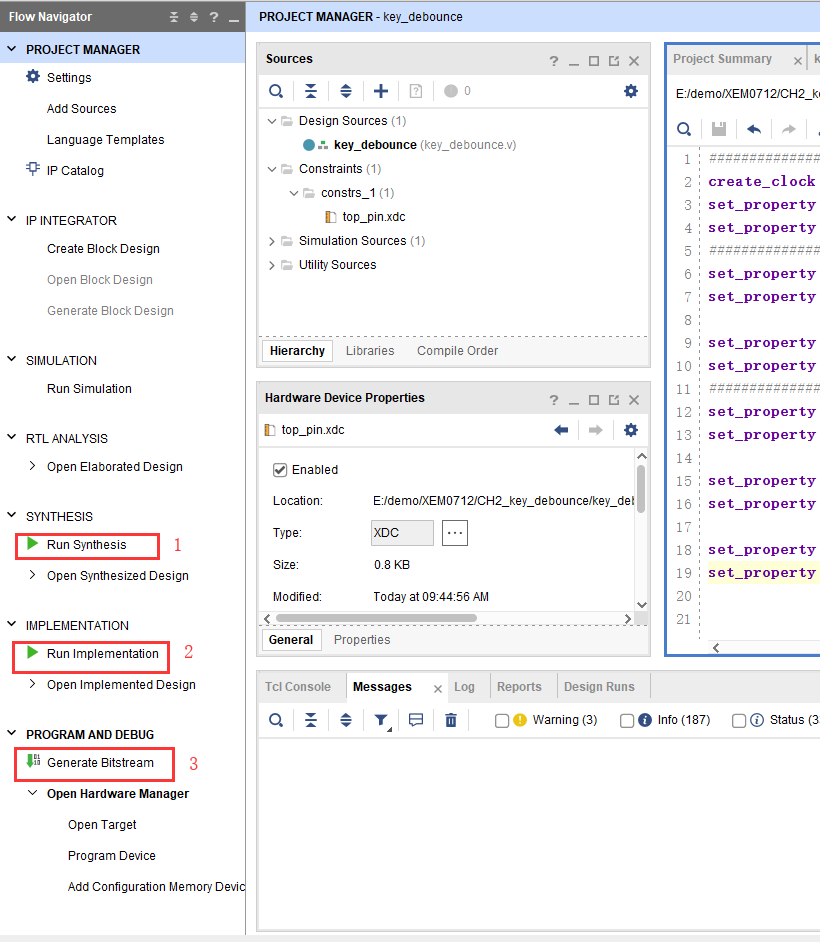 Flow Navigator
PROJECT MANAGER
Settings
Add Sources
Language Templates
IP Catalog
IP INTEGRATOR
Create Block Design
Open Block Design
Generate Block Design
SIMULATION
Run Simulation
RTL ANALYSIS
Open Elaborated Design
SYNTHESIS
Run Synthesis 1
Open Synthesized Design
IMPLEMENTATION
Run Implementation 2
Open Implemented Design
PROGRAM AND DEBUG
Generate Bitstream 3
Open Hardware Manager
Open Target
Program Device
Add Configuration Memory Devic
PROJECT MANAGER - key_debounce
Sources
0
Design Sources (1)
key_debounce (key_debounce.v)
Constraints (1)
constrs_1 (1)
top_pin.xdc
Simulation Sources (1)
Utility Sources
Hierarchy Libraries Compile Order
Hardware Device Properties
top_pin.xdc
Enabled
Location: E:/demo/XEM0712/CH2_key_debounce/key_deb
Type: XDC ...
Size: 0.8 KB
Modified: Today at 09:44:56 AM
General Properties
Project Summary
E:/demo/XEM0712/CH2_ke
1 ##############
2 create_clock
3 set_property
4 set_property
5 ##############
6 set_property
7 set_property
8
9 set_property
10 set_property
11 ##############
12 set_property
13 set_property
14
15 set_property
16 set_property
17
18 set_property
19 set_property
20
21
Tcl Console Messages Log Reports Design Runs
Warning (3) Info (187) Status (3